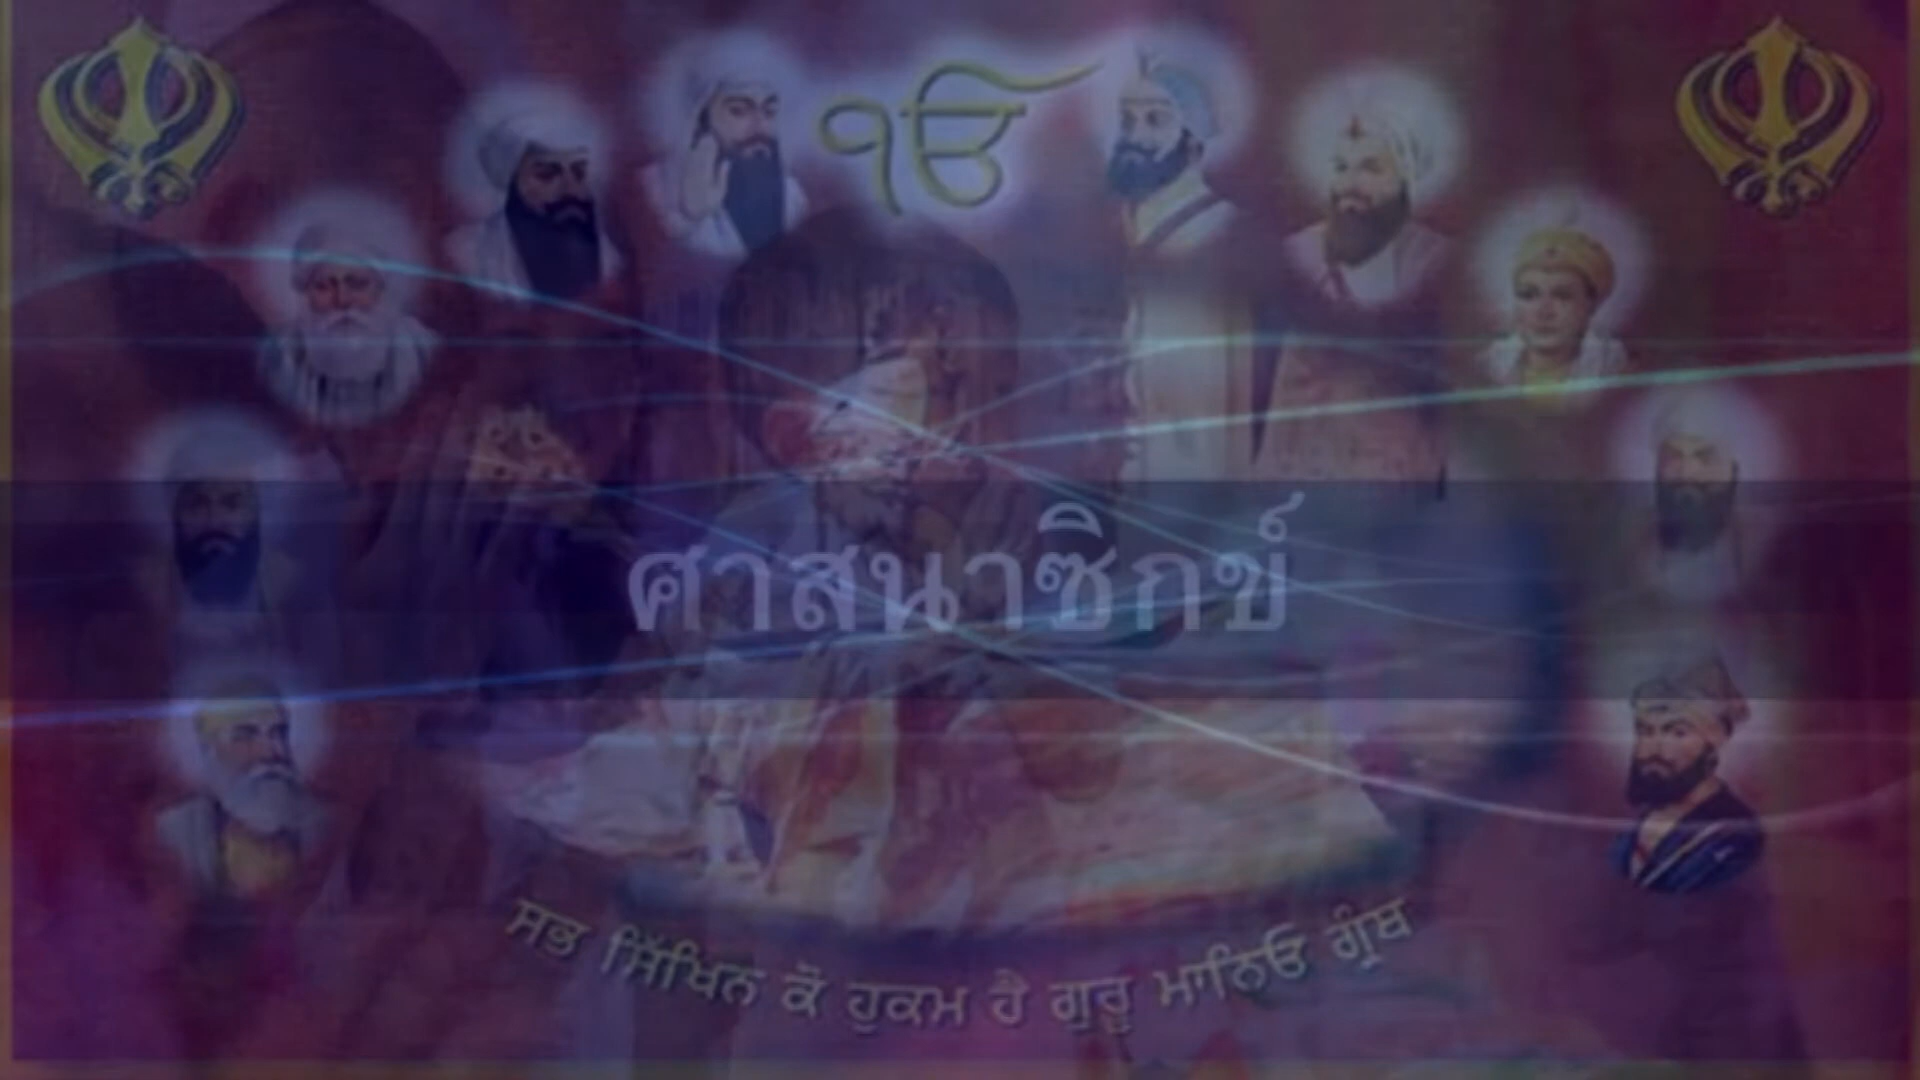 ੴ
ศาสนาซิกข์
ਸਭ ਸਿੱਖਨ ਕੋ ਹੁਕਮ ਹੈ ਗੁਰੂ ਮਾਨਿਓ ਗ੍ਰੰਥ